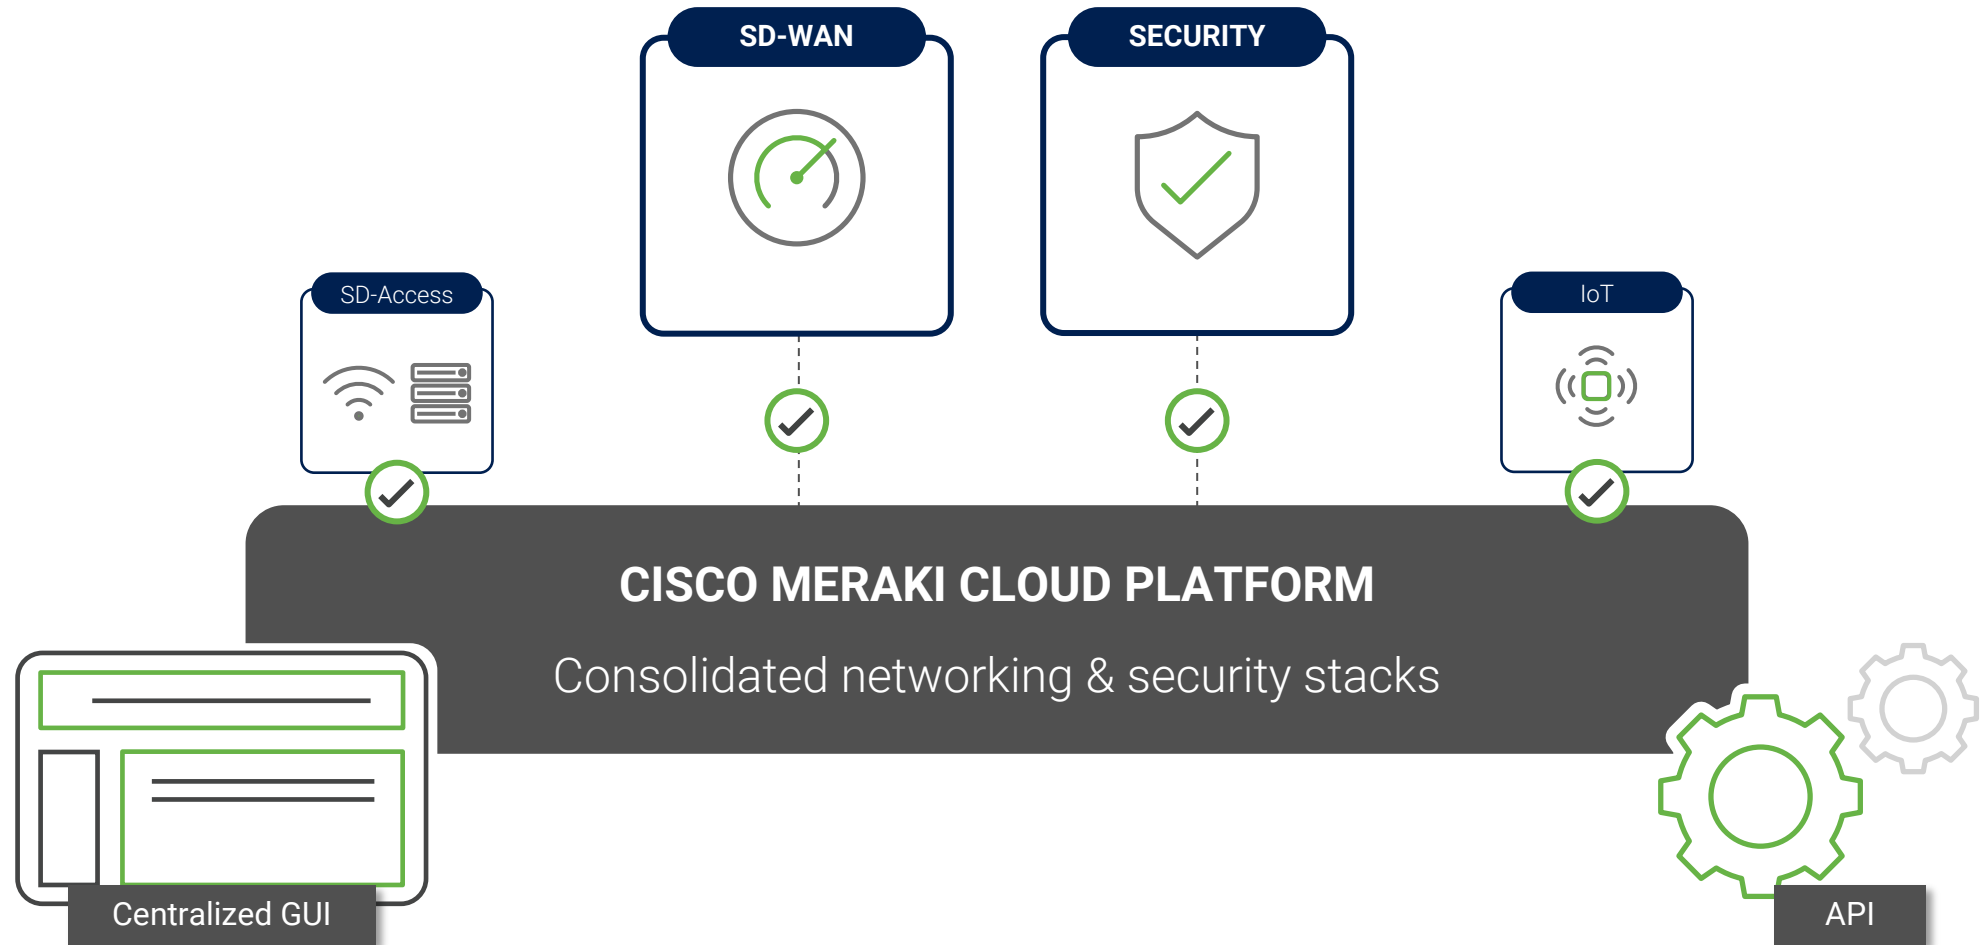 SD-WAN
SECURITY
SD-Access
IoT
CISCO MERAKI CLOUD PLATFORM
Consolidated networking & security stacks
Centralized GUI
API